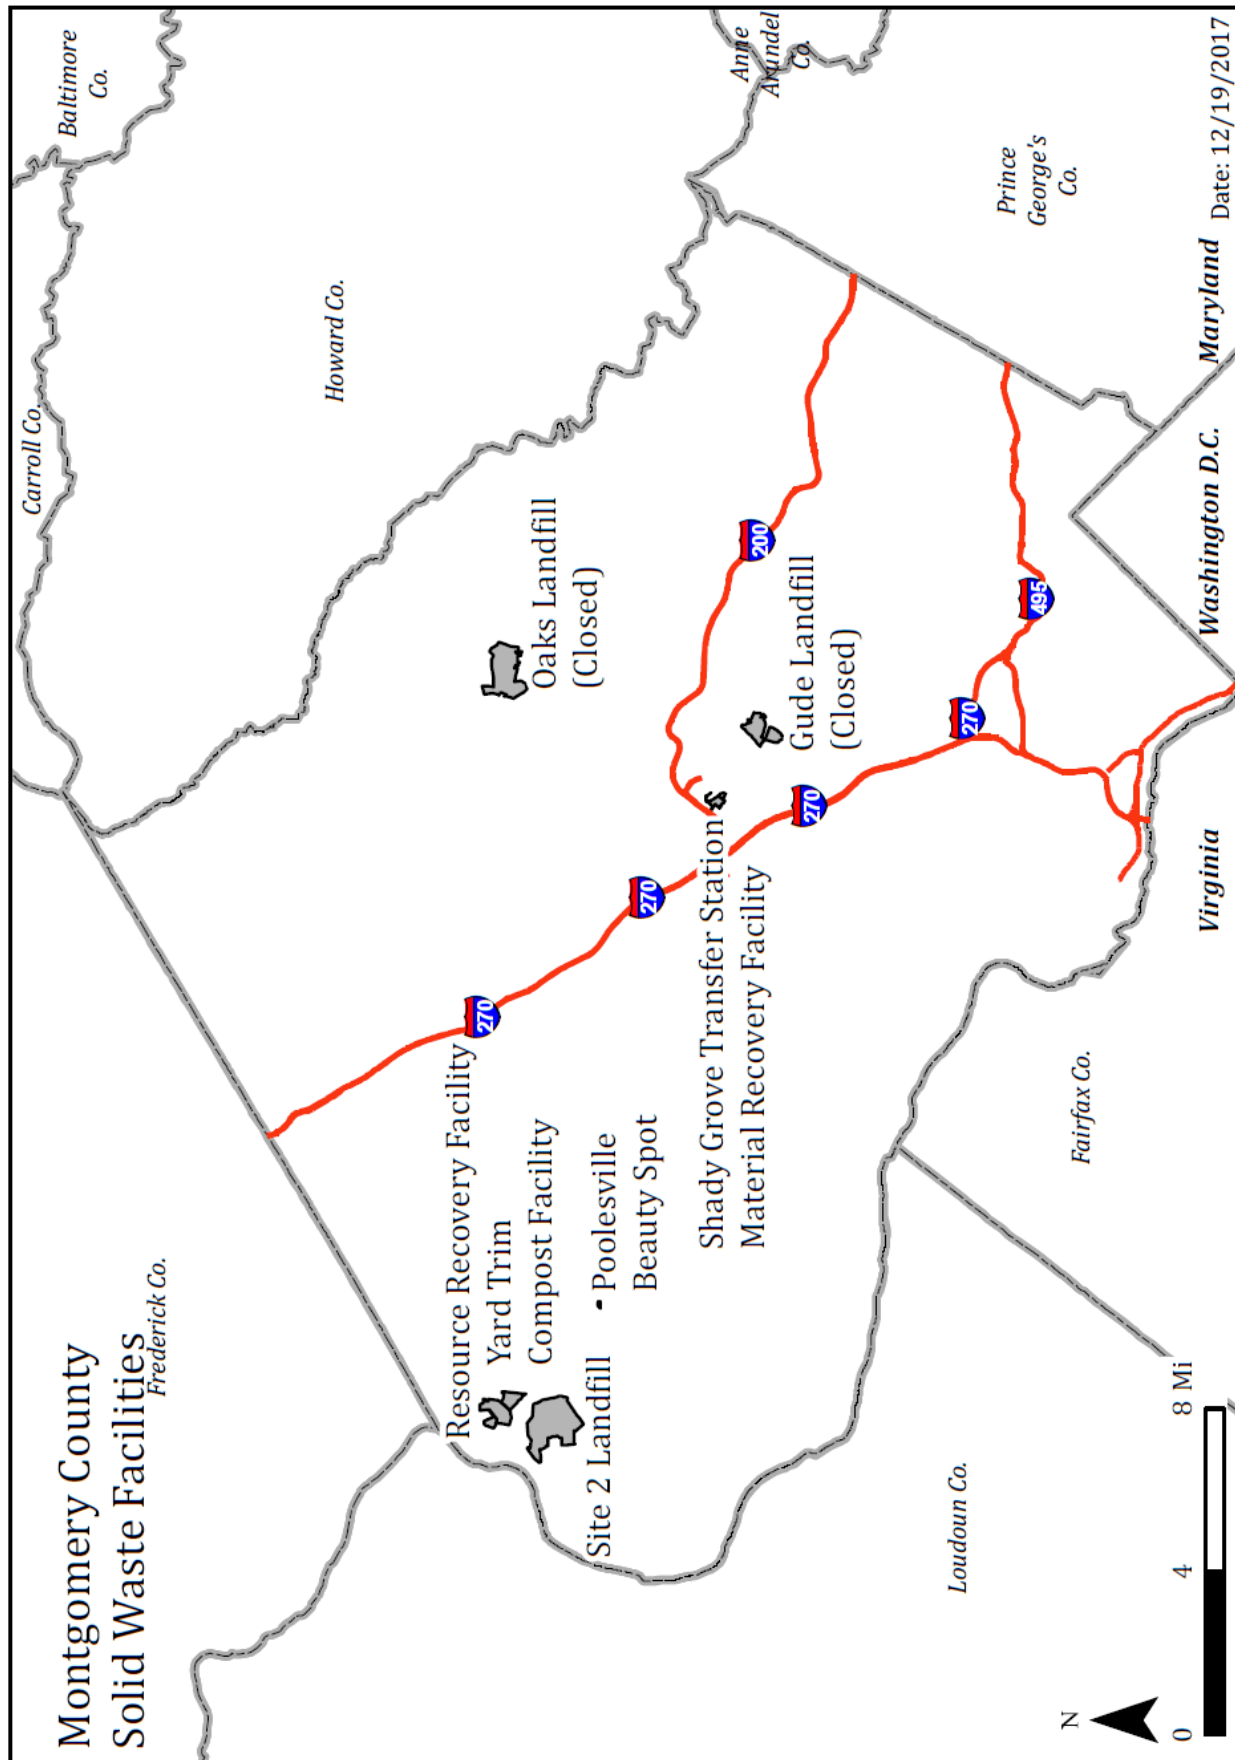 Montgomery County
Solid Waste Facilities
Frederick Co.
Carroll Co.
Baltimore
Co.
Howard Co.
Anne
Arundel
Co.
Resource Recovery Facility
Yard Trim
Compost Facility
Site 2 Landfill
Poolesville
Beauty Spot
Oaks Landfill
(Closed)
270
270
Shady Grove Transfer Station
Material Recovery Facility
200
270
Gude Landfill
(Closed)
270
495
Prince
George's
Co.
Loudoun Co.
Fairfax Co.
N
0
4
8 Mi
Virginia
Washington D.C.
Maryland
Date: 12/19/2017